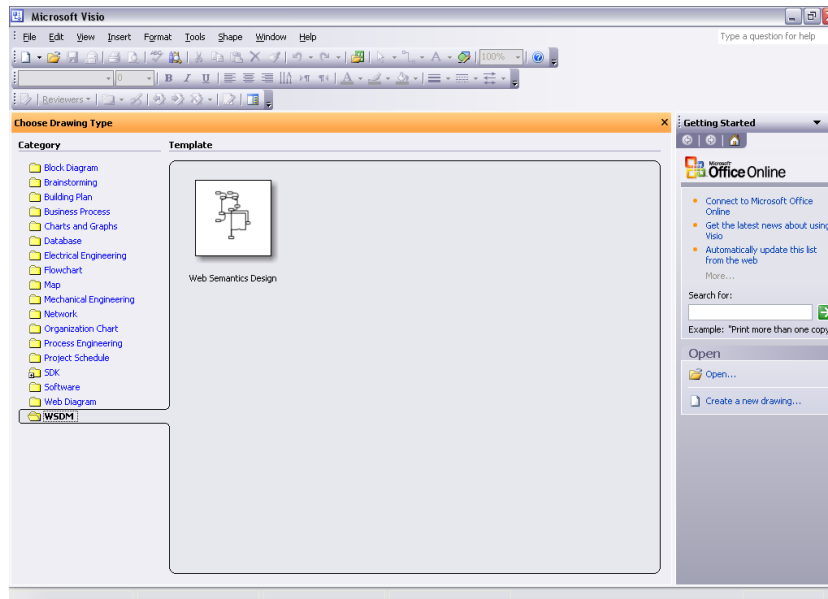 Microsoft Visio
File Edit View Insert Format Tools Shape Window Help
Type a question for help
100%
0 B I U A
Reviewers
Choose Drawing Type
Category
Template
Block Diagram
Brainstorming
Building Plan
Business Process
Charts and Graphs
Database
Electrical Engineering
Flowchart
Map
Mechanical Engineering
Network
Organization Chart
Process Engineering
Project Schedule
SDK
Software
Web Diagram
WSDM
Web Semantics Design
Getting Started
Microsoft
Office Online
Connect to Microsoft Office
Online
Get the latest news about using
Visio
Automatically update this list
from the web
More...
Search for:
Example: "Print more than one copy
Open
Open...
Create a new drawing...